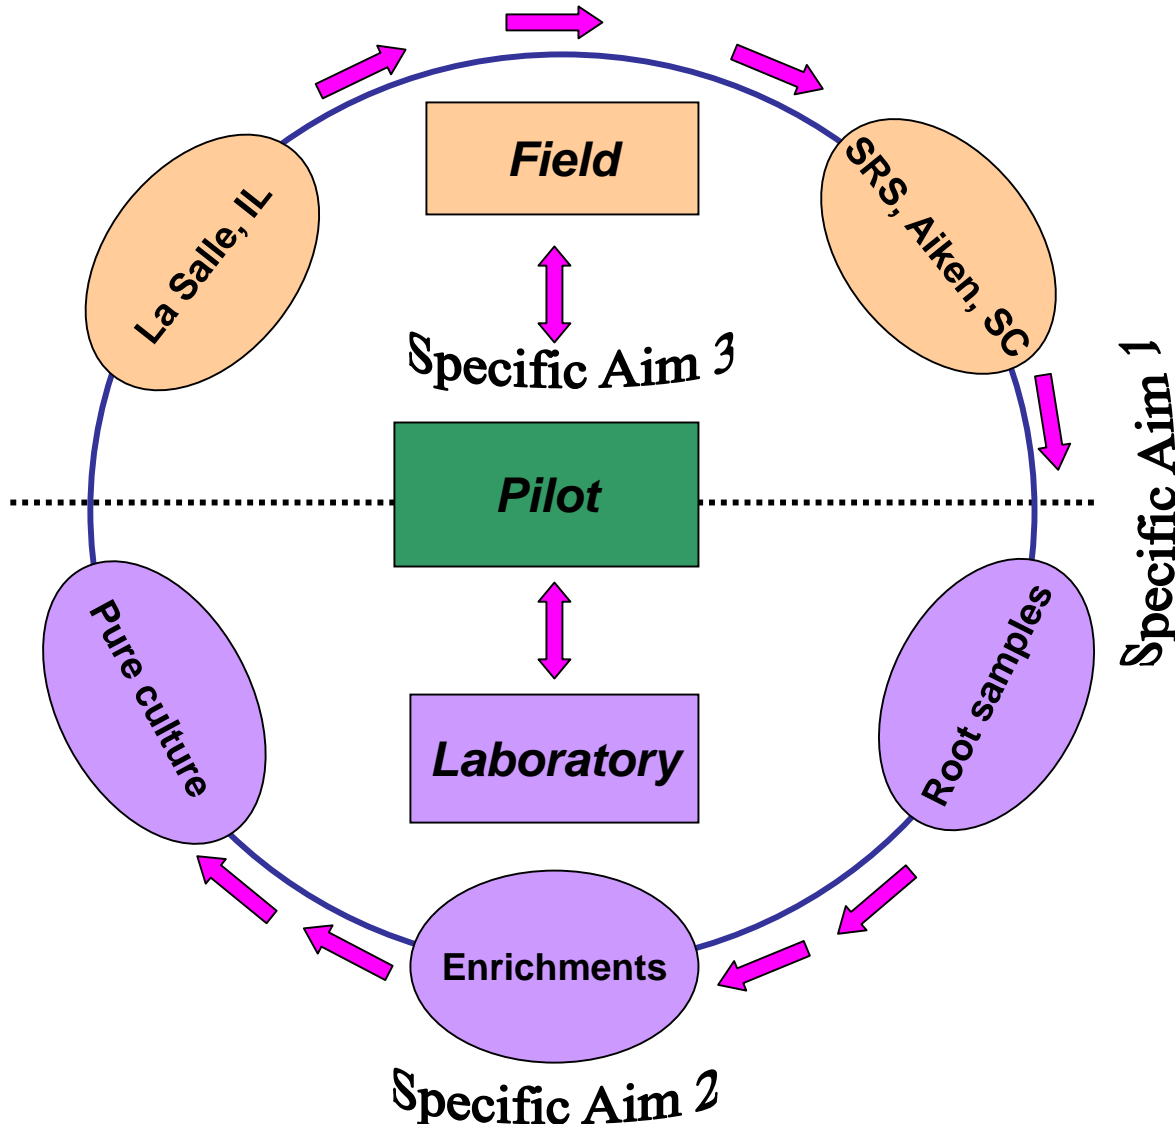 Field
La Salle, IL
SRS, Aiken, SC
Specific Aim 3
Specific Aim 1
Pilot
Pure culture
Root samples
Laboratory
Enrichments
Specific Aim 2